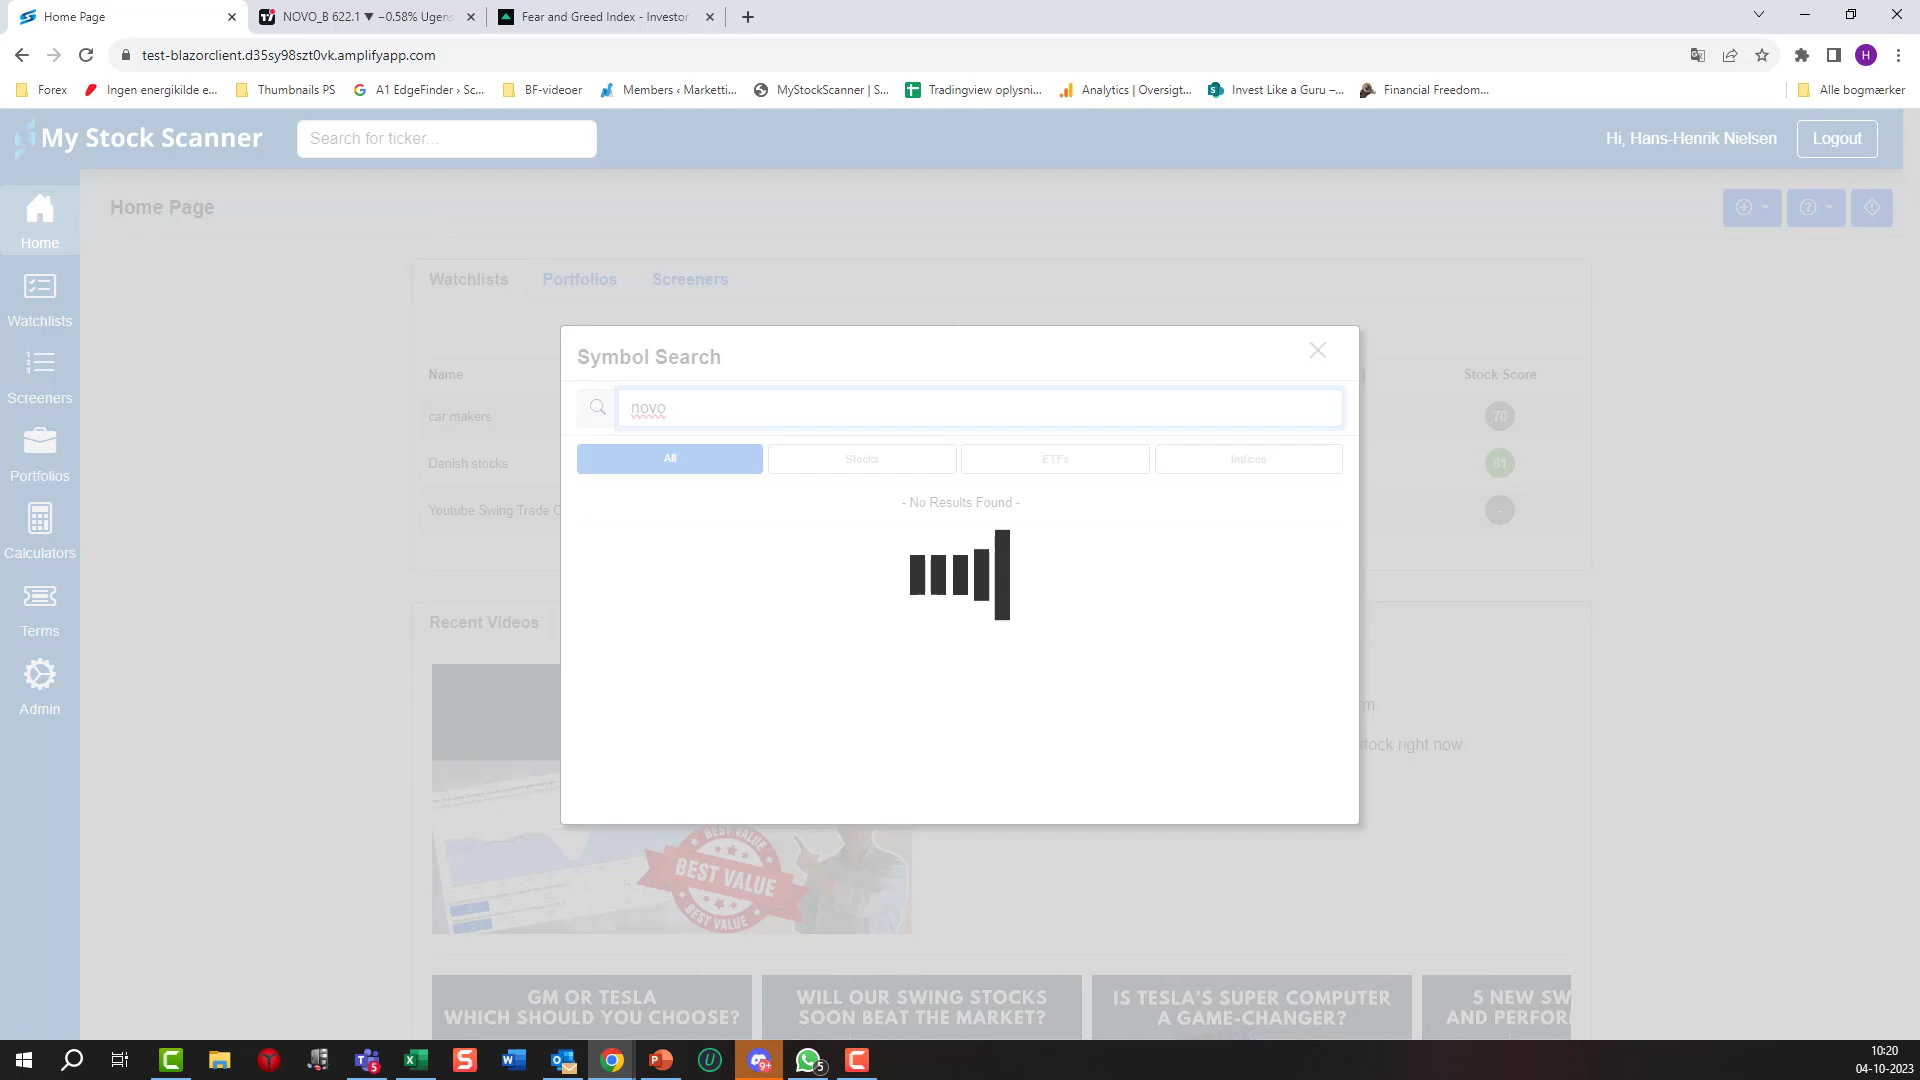 Home Page
NOVO_B 622.1 ▼ −0.58% Ugens
Fear and Greed Index - Investor
test-blazorclient.d35sy98szt0vk.amplifyapp.com
H
Forex
Ingen energikilde e...
Thumbnails PS
A1 EdgeFinder › Sc...
BF-videoer
Members ‹ Marketti...
MyStockScanner | S...
Tradingview oplysni...
Analytics | Oversigt...
Invest Like a Guru –...
Financial Freedom...
Alle bogmærker
My Stock Scanner
Search for ticker...
Hi, Hans-Henrik Nielsen
Logout
Home
Watchlists
Screeners
Portfolios
Calculators
Terms
Admin
Home Page
Watchlists
Portfolios
Screeners
Name
Stock Score
car makers
70
Danish stocks
81
Youtube Swing Trade C
-
Symbol Search
novo
All
Stocks
ETFs
Indices
- No Results Found -
Recent Videos
m.
tock right now.
BEST VALUE
BEST VALUE
BEST VALUE
GM OR TESLA
WHICH SHOULD YOU CHOOSE?
WILL OUR SWING STOCKS
SOON BEAT THE MARKET?
IS TESLA'S SUPER COMPUTER
A GAME-CHANGER?
5 NEW SW
AND PERFOR
10:20
04-10-2023